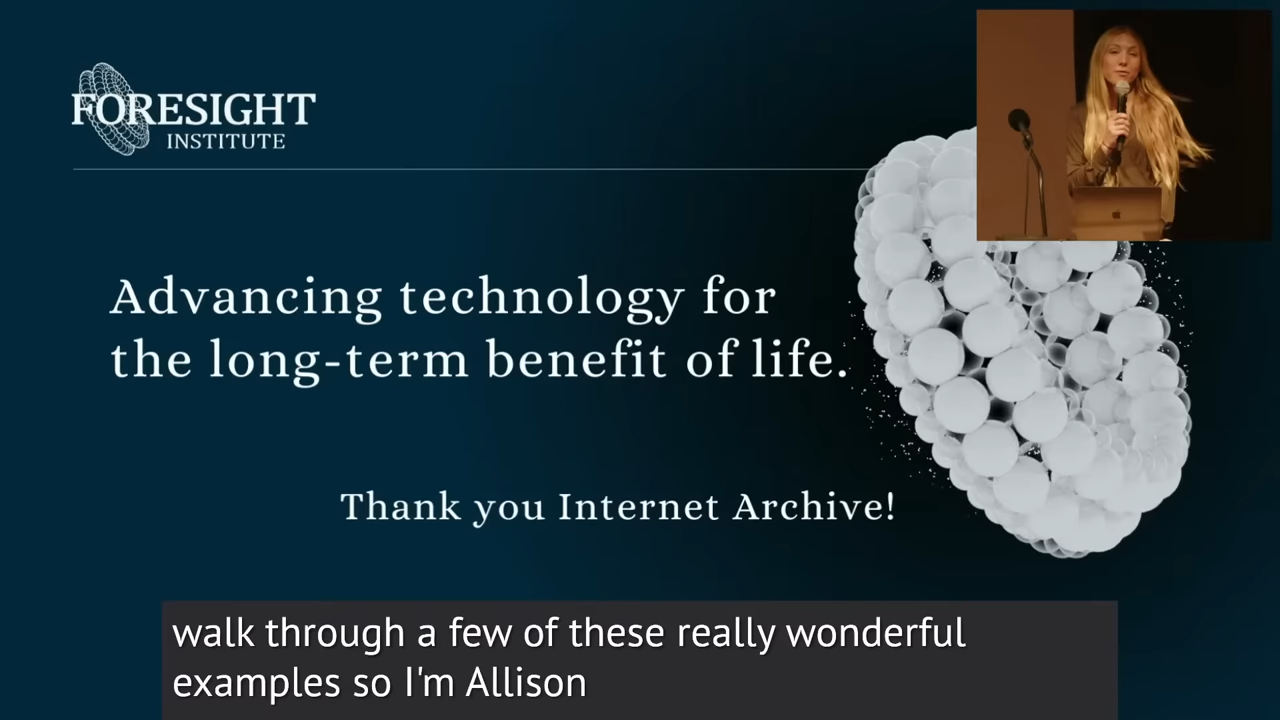 FORESIGHT
INSTITUTE
Advancing technology for
the long-term benefit of life.
Thank you Internet Archive!
walk through a few of these really wonderful
examples so I'm Allison